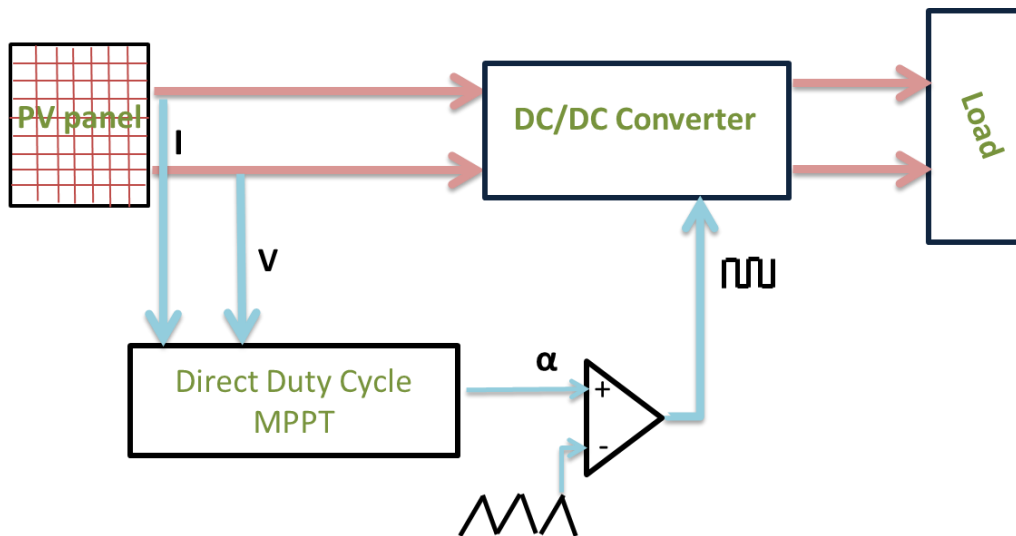 PV panel
I
V
DC/DC Converter
Load
Direct Duty Cycle
MPPT
α
+
-